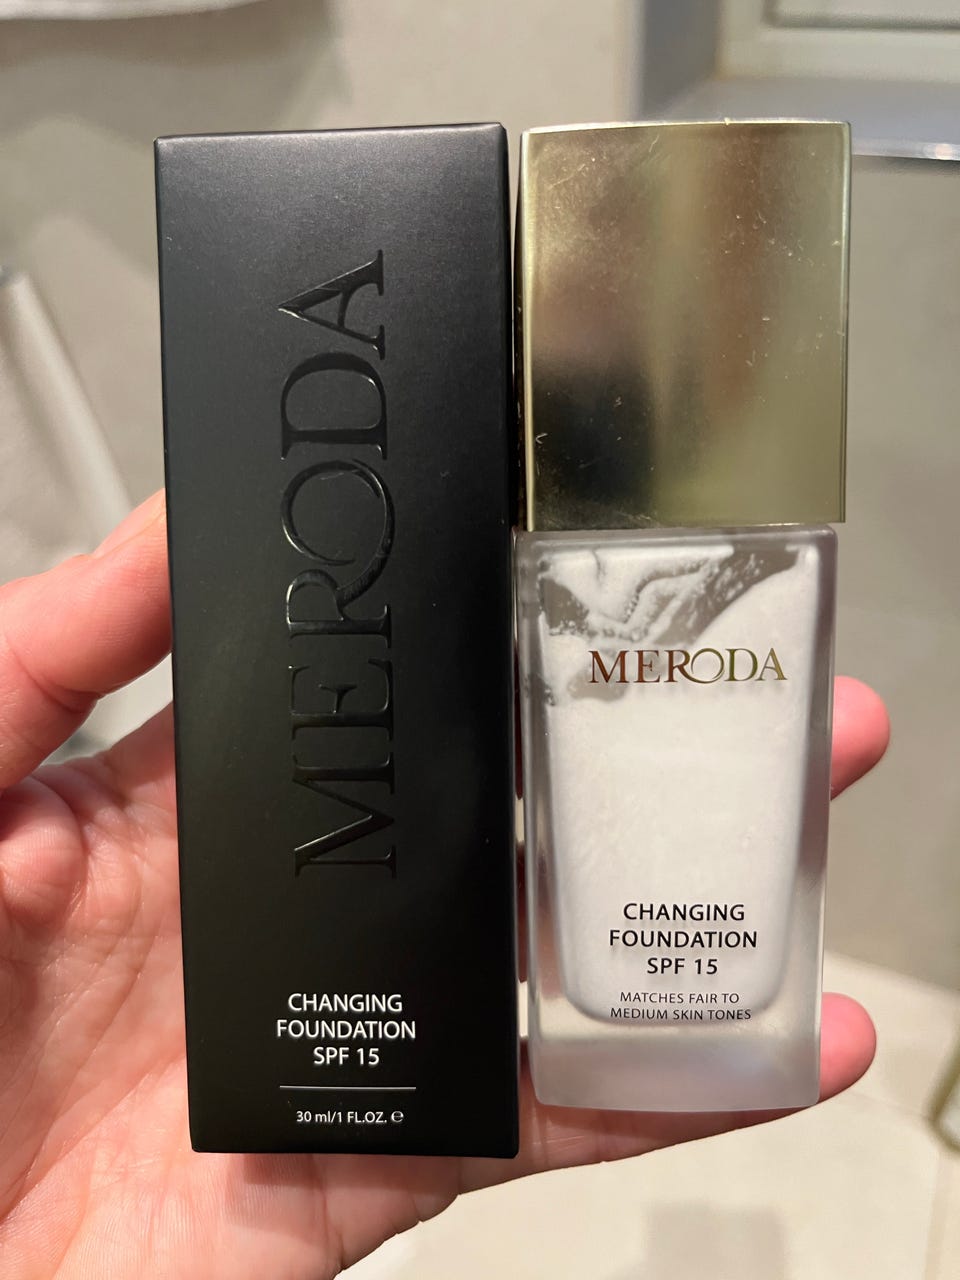 MERODA
CHANGING
FOUNDATION
SPF 15
30 ml/1 FL.OZ. ℮
MERODA
CHANGING
FOUNDATION
SPF 15
MATCHES FAIR TO
MEDIUM SKIN TONES